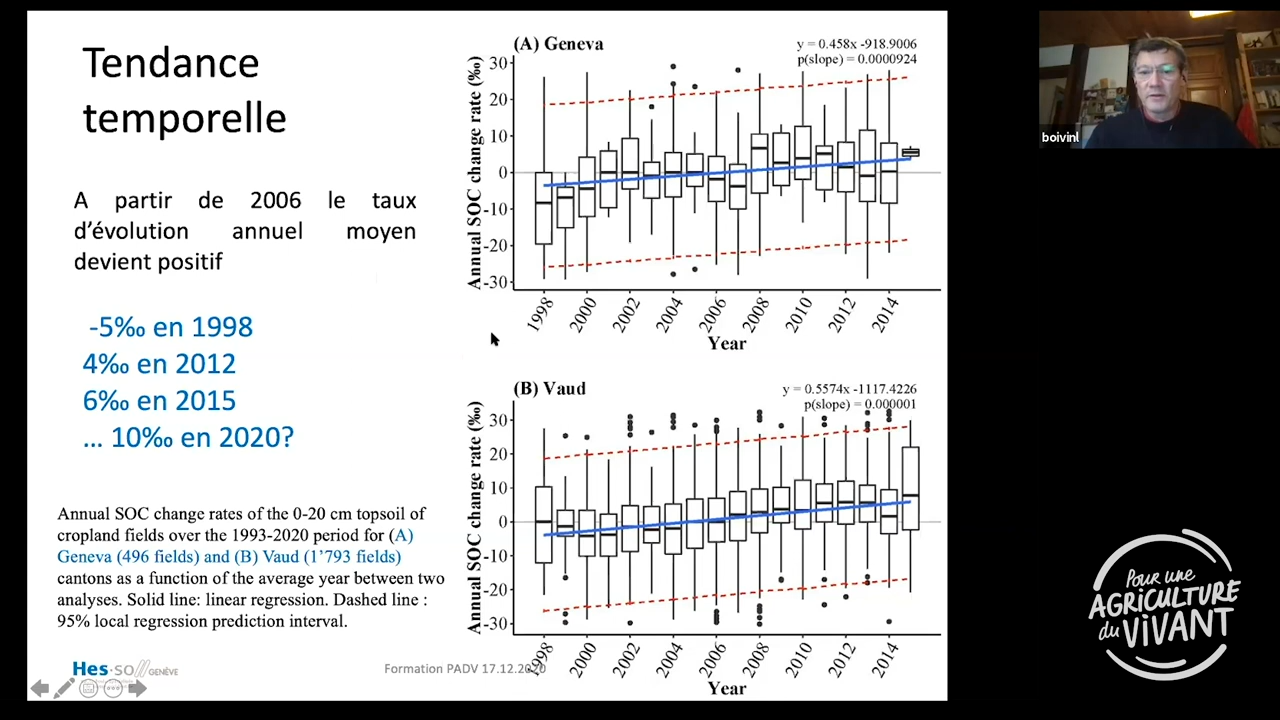 Tendance
temporelle
A partir de 2006 le taux
d’évolution annuel moyen
devient positif
-5‰ en 1998
4‰ en 2012
6‰ en 2015
... 10‰ en 2020?
Annual SOC change rates of the 0-20 cm topsoil of
cropland fields over the 1993-2020 period for (A)
Geneva (496 fields) and (B) Vaud (1’793 fields)
cantons as a function of the average year between two
analyses. Solid line: linear regression. Dashed line :
95% local regression prediction interval.
Hes·SO// GENÈVE
Formation PADV 17.12.2020
(A) Geneva
y = 0.458x -918.9006
p(slope) = 0.0000924
Annual SOC change rate (‰)
30
20
10
0
-10
-20
-30
1998 2000 2002 2004 2006 2008 2010 2012 2014
Year
(B) Vaud
y = 0.5574x -1117.4226
p(slope) = 0.000001
Annual SOC change rate (‰)
30
20
10
0
-10
-20
-30
1998 2000 2002 2004 2006 2008 2010 2012 2014
Year
boivinl
Pour une
AGRiCULTURE
du ViVANT